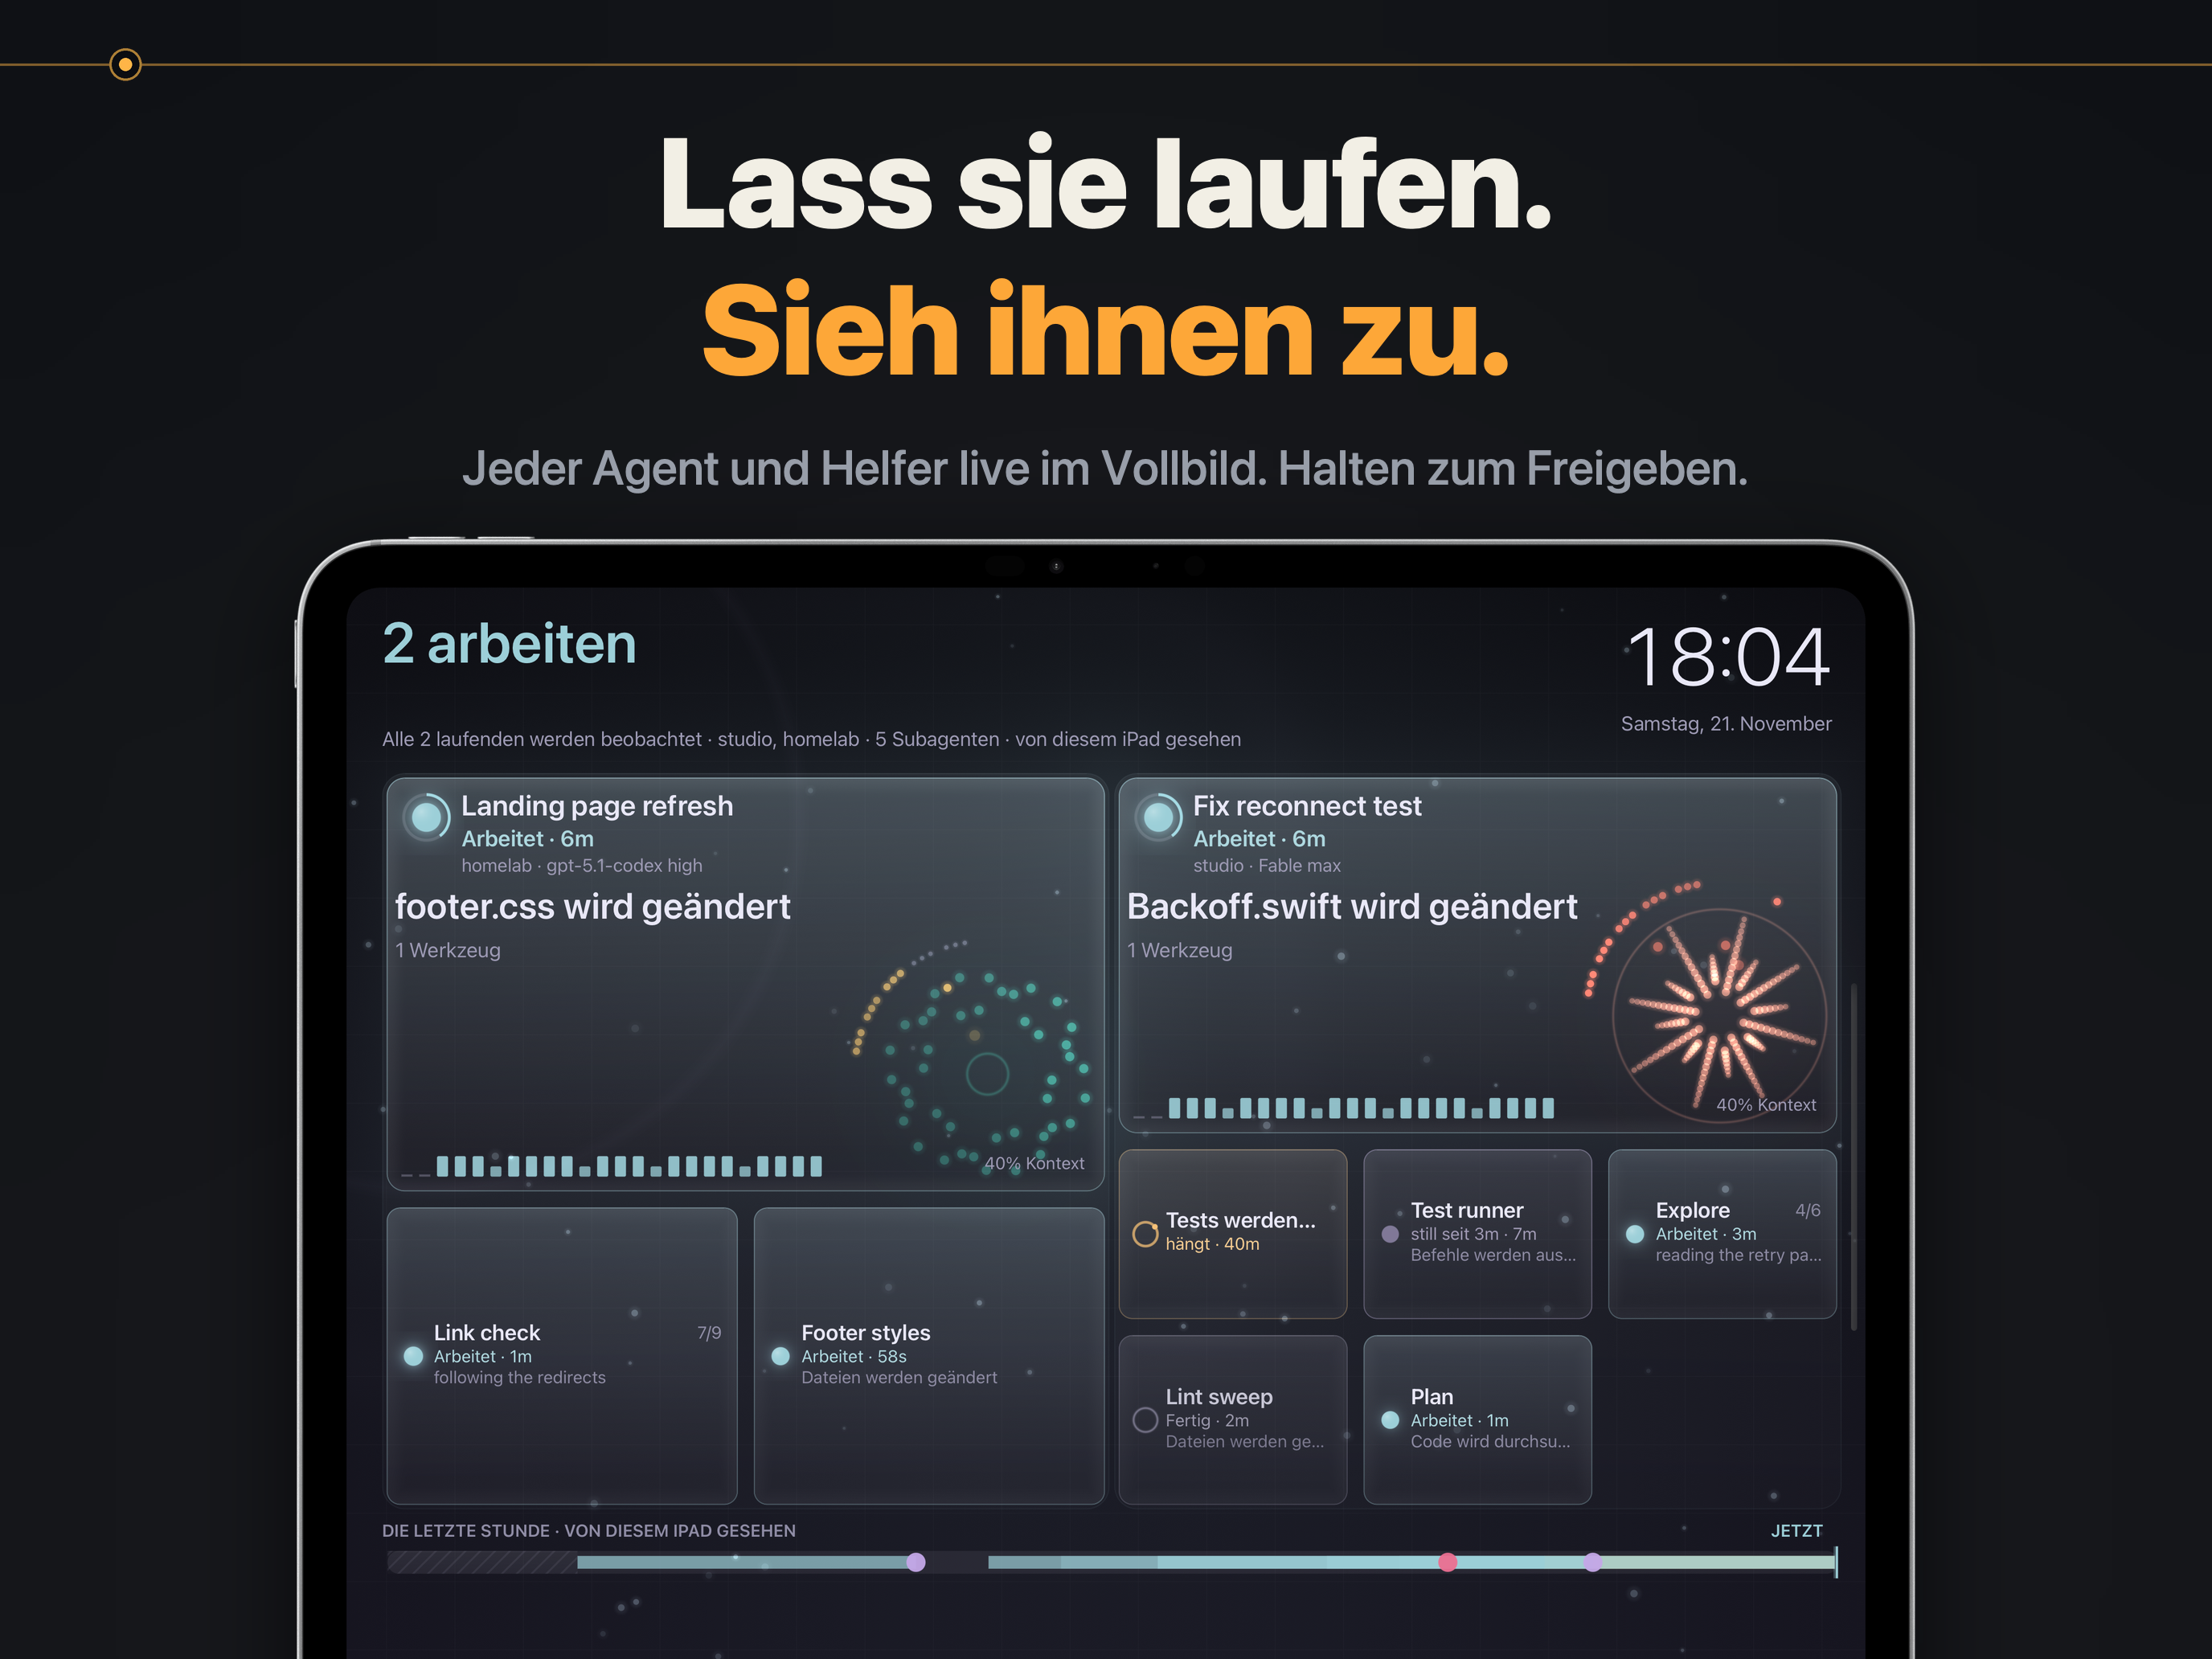 Lass sie laufen.
Sieh ihnen zu.
Jeder Agent und Helfer live im Vollbild. Halten zum Freigeben.
2 arbeiten
18:04
Samstag, 21. November
Alle 2 laufenden werden beobachtet · studio, homelab · 5 Subagenten · von diesem iPad gesehen
Landing page refresh
Arbeitet · 6m
homelab · gpt-5.1-codex high
footer.css wird geändert
1 Werkzeug
40% Kontext
Fix reconnect test
Arbeitet · 6m
studio · Fable max
Backoff.swift wird geändert
1 Werkzeug
40% Kontext
Link check 7/9
Arbeitet · 1m
following the redirects
Footer styles
Arbeitet · 58s
Dateien werden geändert
Tests werden...
hängt · 40m
Test runner
still seit 3m · 7m
Befehle werden aus...
Explore 4/6
Arbeitet · 3m
reading the retry pa...
Lint sweep
Fertig · 2m
Dateien werden ge...
Plan
Arbeitet · 1m
Code wird durchsu...
DIE LETZTE STUNDE · VON DIESEM IPAD GESEHEN
JETZT